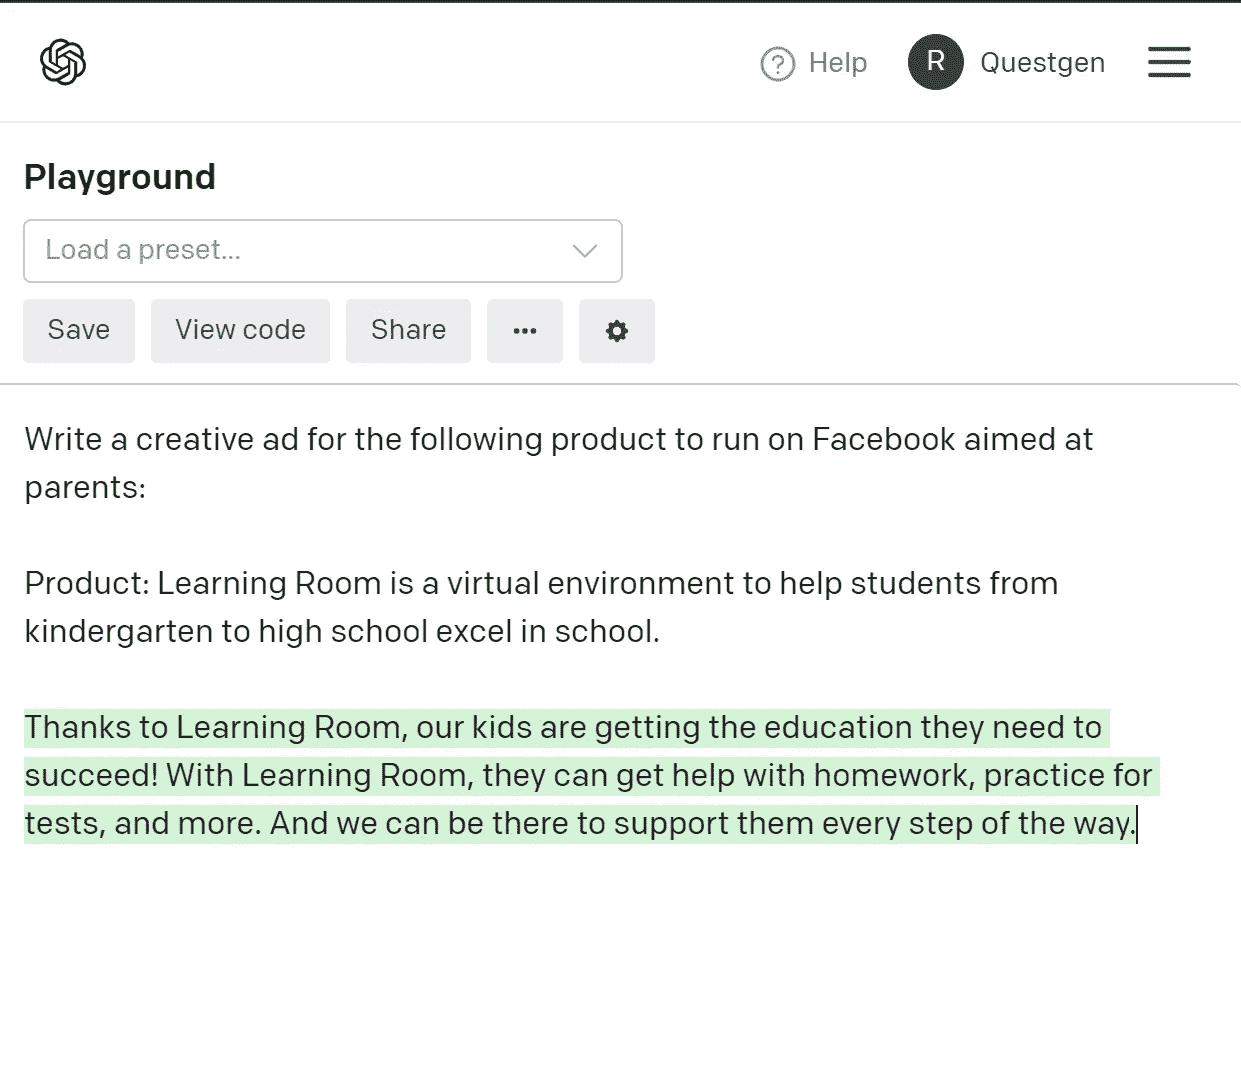 Help
R
Questgen
Playground
Load a preset...
Save
View code
Share
Write a creative ad for the following product to run on Facebook aimed at
parents:
Product: Learning Room is a virtual environment to help students from
kindergarten to high school excel in school.
Thanks to Learning Room, our kids are getting the education they need to
succeed! With Learning Room, they can get help with homework, practice for
tests, and more. And we can be there to support them every step of the way.